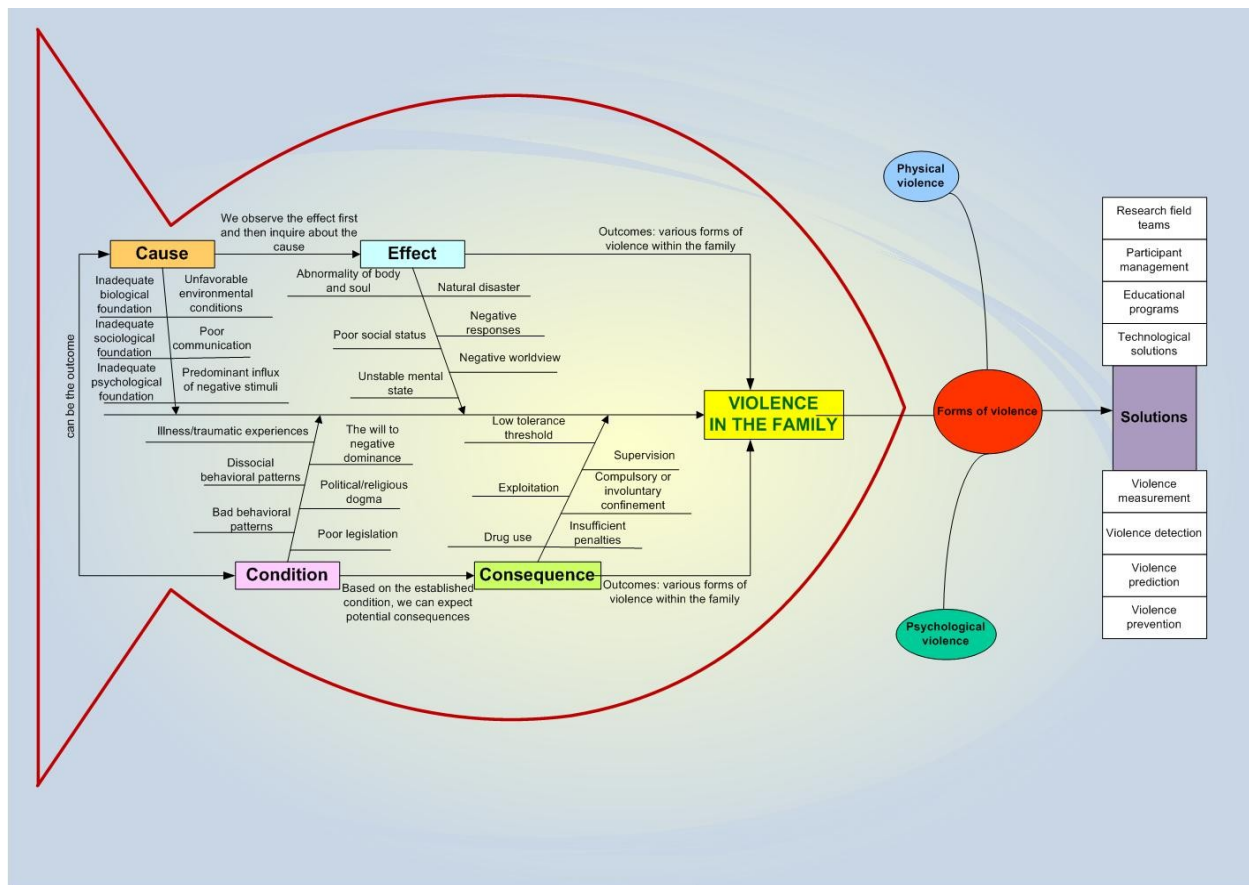 Physical
violence
Research field
teams
Participant
management
Educational
programs
Technological
solutions
Solutions
Violence
measurement
Violence detection
Violence
prediction
Violence
prevention
We observe the effect first
and then inquire about the
cause
Outcomes: various forms of
violence within the family
Cause
Effect
Inadequate
biological
foundation
Unfavorable
environmental
conditions
Inadequate
sociological
foundation
Poor
communication
Inadequate
psychological
foundation
Predominant influx
of negative stimuli
Abnormality of body
and soul
Natural disaster
Poor social status
Negative
responses
Unstable mental
state
Negative worldview
can be the outcome
VIOLENCE
IN THE FAMILY
Forms of violence
Illness/traumatic experiences
The will to
negative
dominance
Dissocial
behavioral patterns
Political/religious
dogma
Bad behavioral
patterns
Poor legislation
Low tolerance
threshold
Supervision
Exploitation
Compulsory or
involuntary
confinement
Drug use
Insufficient
penalties
Condition
Based on the established
condition, we can expect
potential consequences
Consequence
Outcomes: various forms of
violence within the family
Psychological
violence